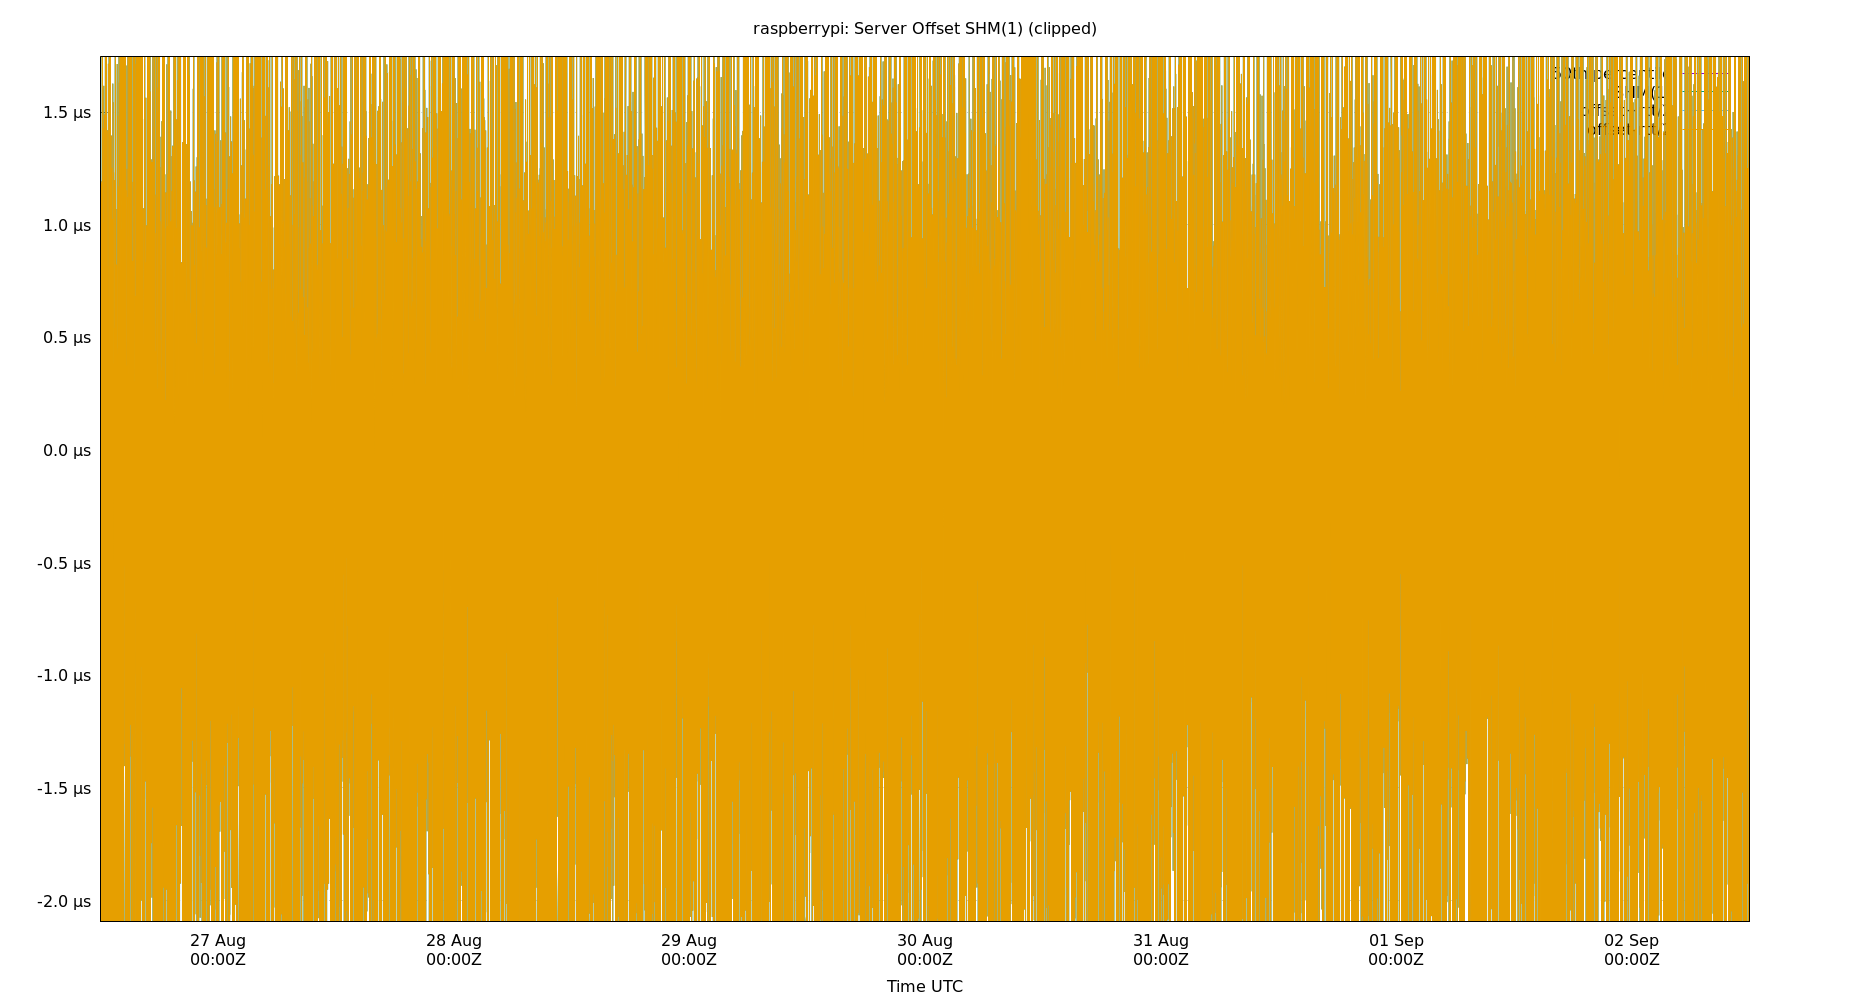 raspberrypi: Server Offset SHM(1) (clipped)
1.5 µs
1.0 µs
0.5 µs
0.0 µs
-0.5 µs
-1.0 µs
-1.5 µs
-2.0 µs
27 Aug
00:00Z
28 Aug
00:00Z
29 Aug
00:00Z
30 Aug
00:00Z
31 Aug
00:00Z
01 Sep
00:00Z
02 Sep
00:00Z
Time UTC